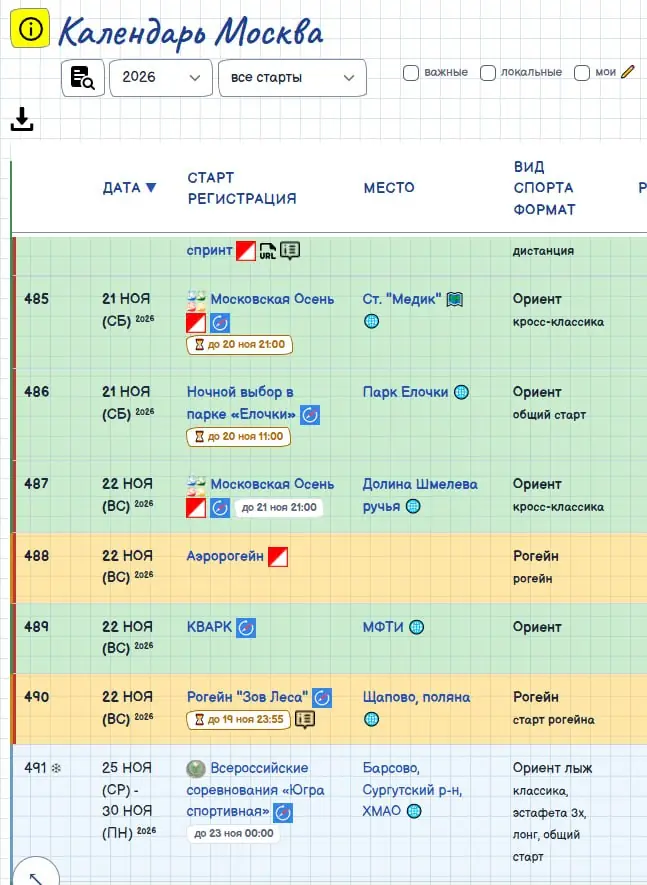 Календарь Москва
2026
все старты
важные
локальные
мои
ДАТА ▼
СТАРТ
РЕГИСТРАЦИЯ
МЕСТО
ВИД
СПОРТА
ФОРМАТ
Р
спринт URL
дистанция
485
21 НОЯ
(СБ) 2026
Московская Осень
до 20 ноя 21:00
Ст. "Медик"
Ориент
кросс-классика
486
21 НОЯ
(СБ) 2026
Ночной выбор в
парке «Елочки»
до 20 ноя 11:00
Парк Елочки
Ориент
общий старт
487
22 НОЯ
(ВС) 2026
Московская Осень
до 21 ноя 21:00
Долина Шмелева
ручья
Ориент
кросс-классика
488
22 НОЯ
(ВС) 2026
Аэророгейн
Рогейн
рогейн
489
22 НОЯ
(ВС) 2026
КВАРК
МФТИ
Ориент
490
22 НОЯ
(ВС) 2026
Рогейн "Зов Леса"
до 19 ноя 23:55
Щапово, поляна
Рогейн
старт рогейна
491
25 НОЯ
(СР) -
30 НОЯ
(ПН) 2026
Всероссийские
соревнования «Югра
спортивная»
до 23 ноя 00:00
Барсово,
Сургутский р-н,
ХМАО
Ориент лыж
классика,
эстафета 3х,
лонг, общий
старт